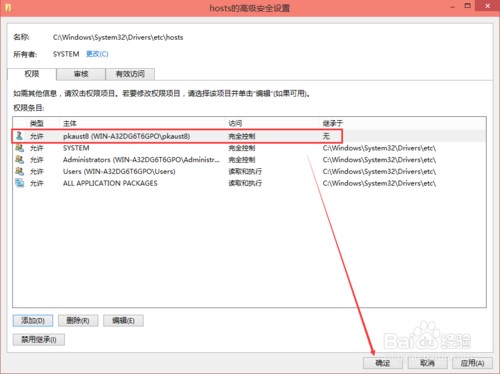 hosts的高级安全设置
名称: C:\Windows\System32\Drivers\etc\hosts
所有者: SYSTEM 更改(C)
权限 审核 有效访问
如需其他信息，请双击权限项目。若要修改权限项目，请选择该项目并单击"编辑"(如果可用)。
权限条目:
类型 主体 访问 继承于
允许 pkaust8 (WIN-A32DG6T6GPO\pkaust8) 完全控制 无
允许 SYSTEM 完全控制 C:\Windows\System32\Drivers\etc\
允许 Administrators (WIN-A32DG6T6GPO\Administr... 完全控制 C:\Windows\System32\Drivers\etc\
允许 Users (WIN-A32DG6T6GPO\Users) 读取和执行 C:\Windows\System32\Drivers\etc\
允许 ALL APPLICATION PACKAGES 读取和执行 C:\Windows\System32\Drivers\etc\
添加(D) 删除(R) 编辑(E)
禁用继承(I)
Baidu经验
确定 取消 应用(A)